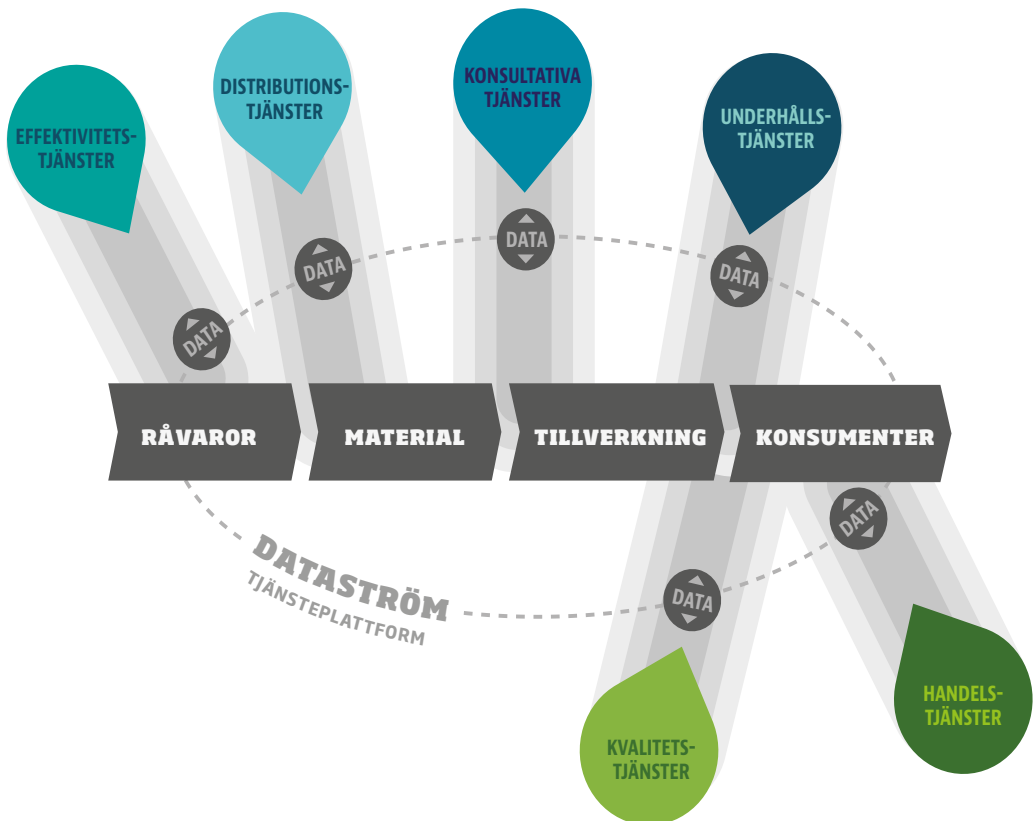 EFFEKTIVITETS-
TJÄNSTER
DISTRIBUTIONS-
TJÄNSTER
KONSULTATIVA
TJÄNSTER
UNDERHÅLLS-
TJÄNSTER
DATA
DATA
DATA
DATA
RÅVAROR
MATERIAL
TILLVERKNING
KONSUMENTER
DATA
DATA
DATASTRÖM
TJÄNSTEPLATTFORM
KVALITETS-
TJÄNSTER
HANDELS-
TJÄNSTER